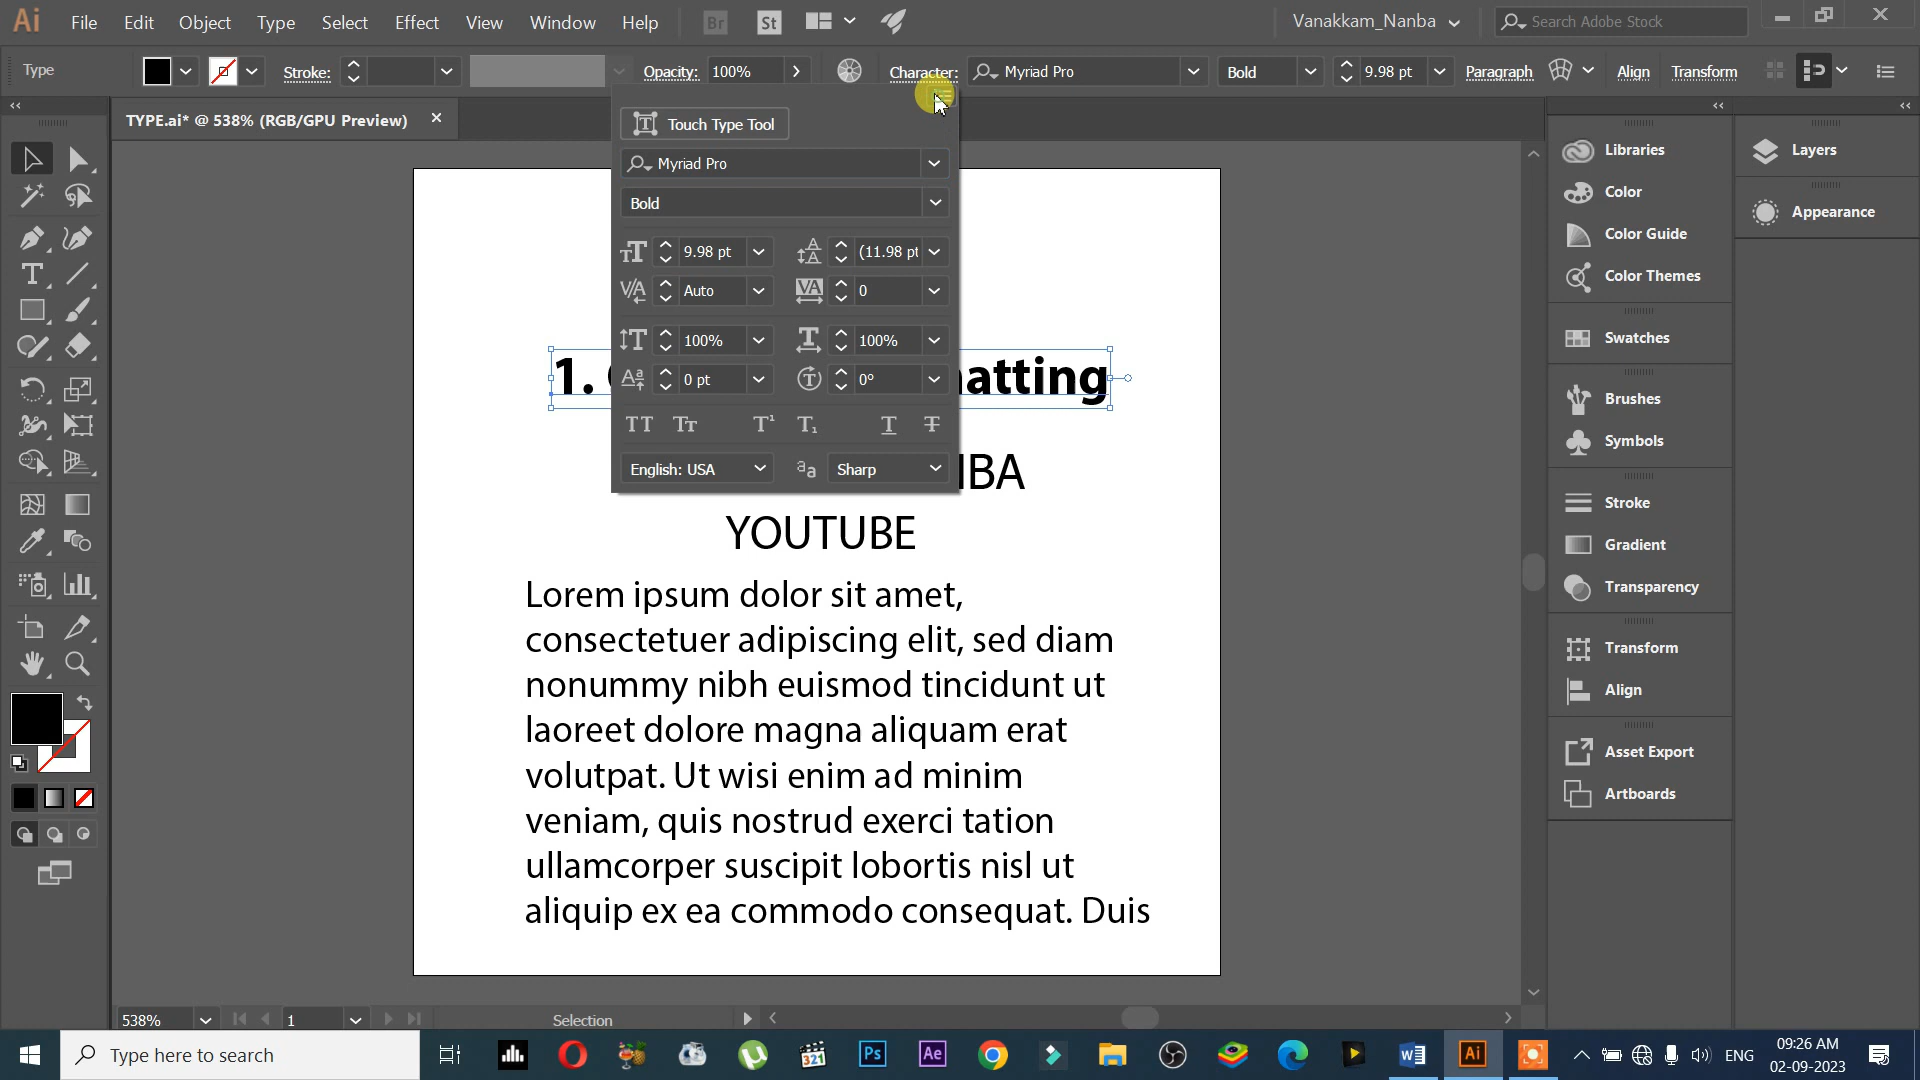 Ai File Edit Object Type Select Effect View Window Help Br St Vanakkam_Nanba Search Adobe Stock
Type Stroke: Opacity: 100% Character: Myriad Pro Bold 9.98 pt Paragraph Align Transform
TYPE.ai* @ 538% (RGB/GPU Preview)
Touch Type Tool
Myriad Pro
Bold
9.98 pt (11.98 pt
Auto 0
100% 100%
0 pt 0°
English: USA Sharp
1. atting
IBA
YOUTUBE
Lorem ipsum dolor sit amet,
consectetuer adipiscing elit, sed diam
nonummy nibh euismod tincidunt ut
laoreet dolore magna aliquam erat
volutpat. Ut wisi enim ad minim
veniam, quis nostrud exerci tation
ullamcorper suscipit lobortis nisl ut
aliquip ex ea commodo consequat. Duis
Libraries
Color
Color Guide
Color Themes
Swatches
Brushes
Symbols
Stroke
Gradient
Transparency
Transform
Align
Asset Export
Artboards
Layers
Appearance
538% 1 Selection
Type here to search 321 Ps Ae Ai ENG 09:26 AM
02-09-2023